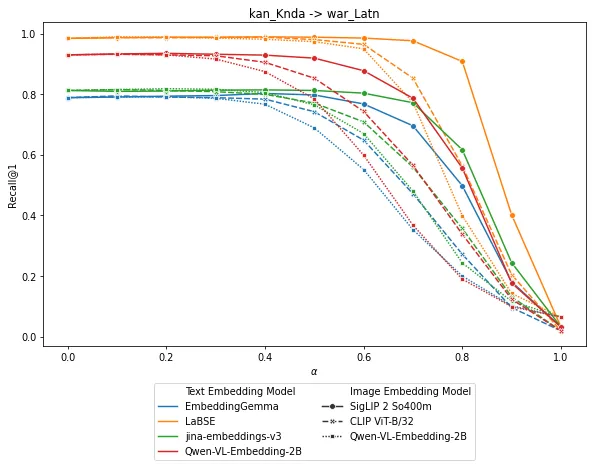 kan_Knda -> war_Latn
1.0
0.8
0.6
0.4
0.2
0.0
Recall@1
0.0 0.2 0.4 0.6 0.8 1.0
α
Text Embedding Model
EmbeddingGemma
LaBSE
jina-embeddings-v3
Qwen-VL-Embedding-2B
Image Embedding Model
SigLIP 2 So400m
CLIP ViT-B/32
Qwen-VL-Embedding-2B